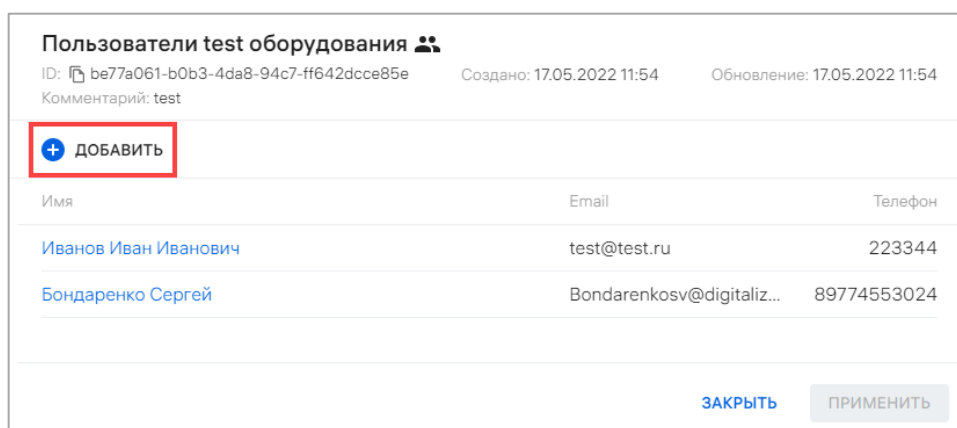 Пользователи test оборудования
ID: be77a061-b0b3-4da8-94c7-ff642dcce85e Создано: 17.05.2022 11:54 Обновление: 17.05.2022 11:54
Комментарий: test
ДОБАВИТЬ
Имя Email Телефон
Иванов Иван Иванович test@test.ru 223344
Бондаренко Сергей Bondarenkosv@digitaliz... 89774553024
ЗАКРЫТЬ ПРИМЕНИТЬ